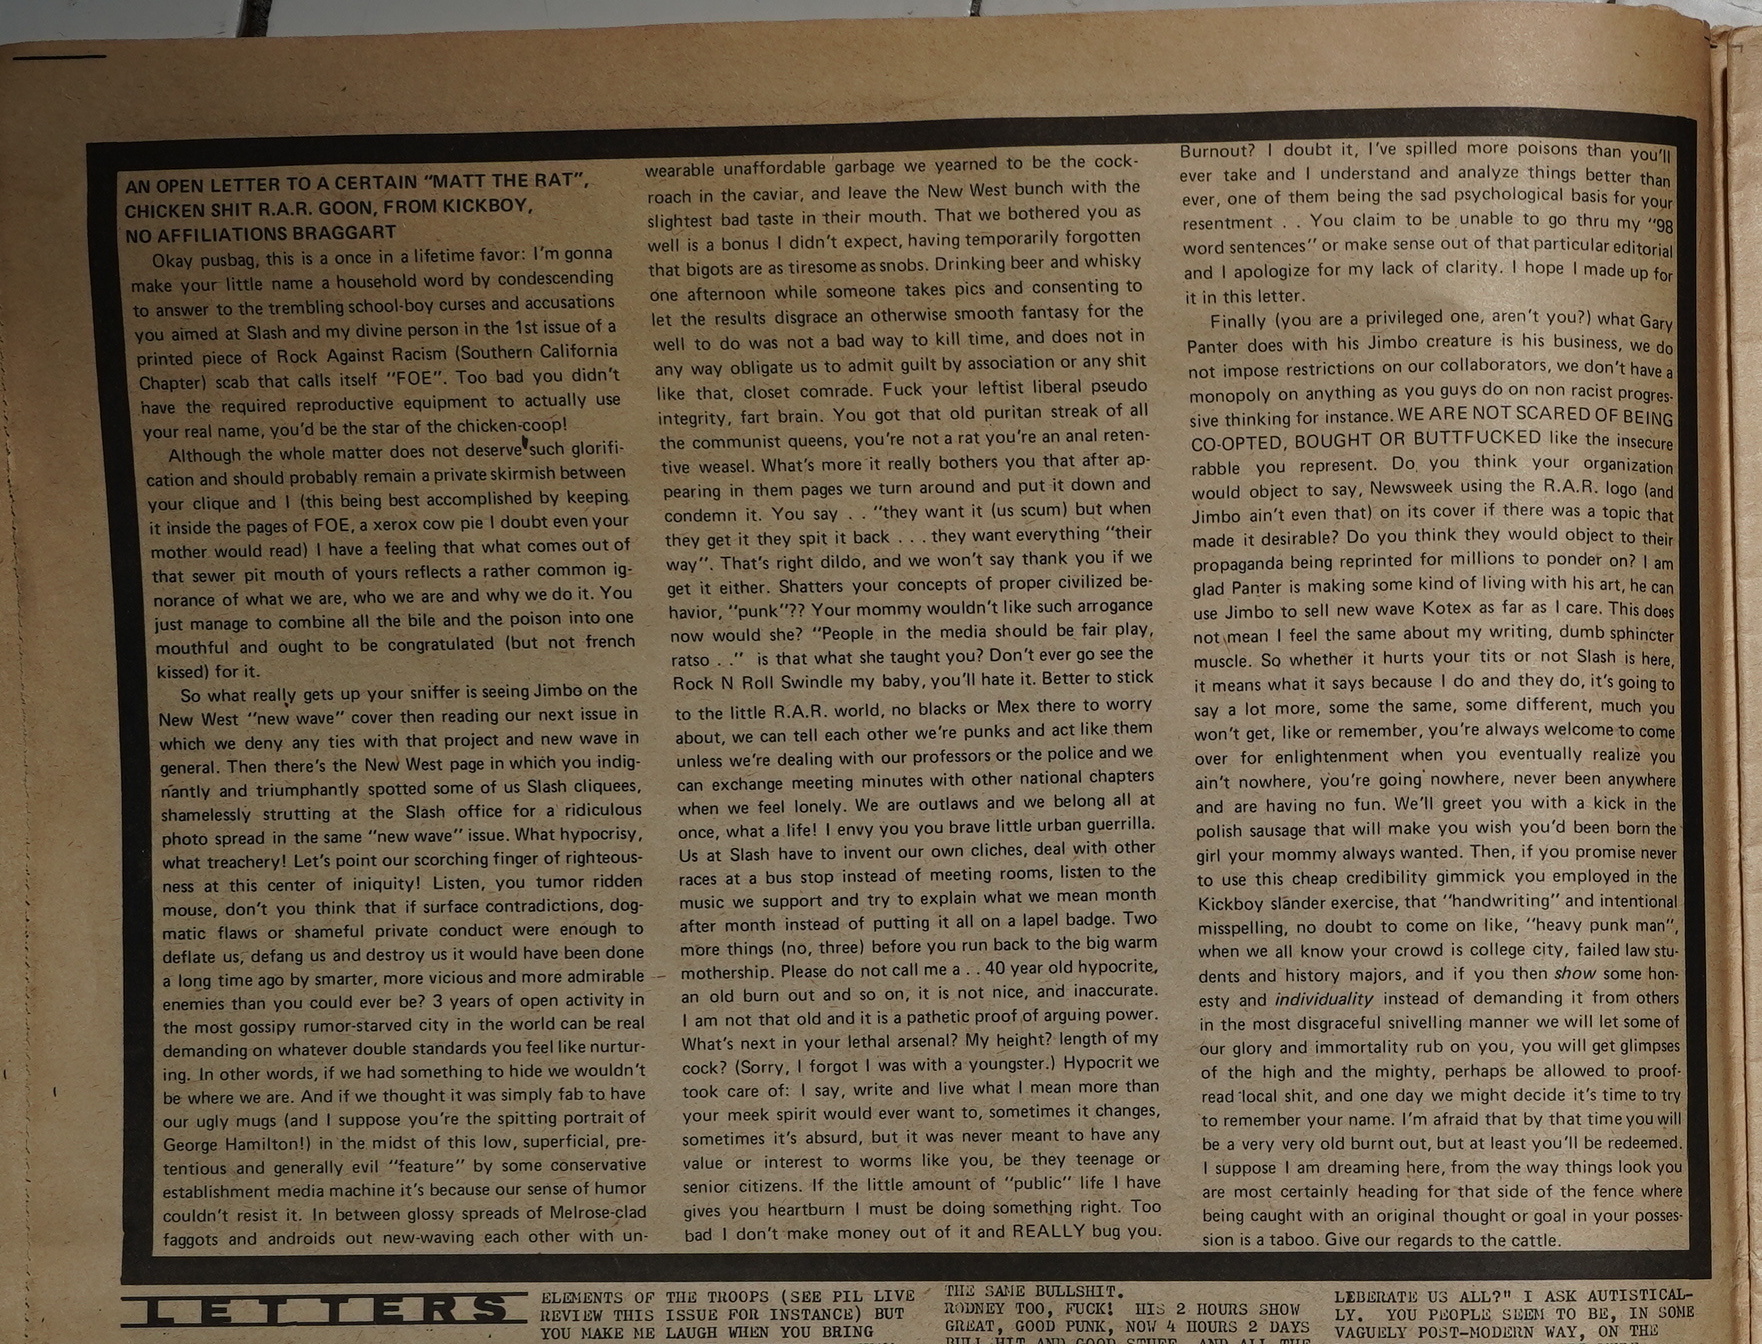 AN OPEN LETTER TO A CERTAIN "MATT THE RAT",
CHICKEN SHIT R.A.R. GOON, FROM KICKBOY,
NO AFFILIATIONS BRAGGART
Okay pusbag, this is a once in a lifetime favor: I'm gonna
make your little name a household word by condescending
to answer to the trembling school-boy curses and accusations
you aimed at Slash and my divine person in the 1st issue of a
printed piece of Rock Against Racism (Southern California
Chapter) scab that calls itself "FOE". Too bad you didn't
have the required reproductive equipment to actually use
your real name, you'd be the star of the chicken-coop!
Although the whole matter does not deserve such glorifi-
cation and should probably remain a private skirmish between
your clique and I (this being best accomplished by keeping
it inside the pages of FOE, a xerox cow pie I doubt even your
mother would read) I have a feeling that what comes out of
that sewer pit mouth of yours reflects a rather common ig-
norance of what we are, who we are and why we do it. You
just manage to combine all the bile and the poison into one
mouthful and ought to be congratulated (but not french
kissed) for it.
So what really gets up your sniffer is seeing Jimbo on the
New West "new wave" cover then reading our next issue in
which we deny any ties with that project and new wave in
general. Then there's the New West page in which you indig-
nantly and triumphantly spotted some of us Slash cliquees,
shamelessly strutting at the Slash office for a ridiculous
photo spread in the same "new wave" issue. What hypocrisy,
what treachery! Let's point our scorching finger of righteous-
ness at this center of iniquity! Listen, you tumor ridden
mouse, don't you think that if surface contradictions, dog-
matic flaws or shameful private conduct were enough to
deflate us, defang us and destroy us it would have been done
a long time ago by smarter, more vicious and more admirable
enemies than you could ever be? 3 years of open activity in
the most gossipy rumor-starved city in the world can be real
demanding on whatever double standards you feel like nurtur-
ing. In other words, if we had something to hide we wouldn't
be where we are. And if we thought it was simply fab to have
our ugly mugs (and I suppose you're the spitting portrait of
George Hamilton!) in the midst of this low, superficial, pre-
tentious and generally evil "feature" by some conservative
establishment media machine it's because our sense of humor
couldn't resist it. In between glossy spreads of Melrose-clad
faggots and androids out new-waving each other with un-
wearable unaffordable garbage we yearned to be the cock-
roach in the caviar, and leave the New West bunch with the
slightest bad taste in their mouth. That we bothered you as
well is a bonus I didn't expect, having temporarily forgotten
that bigots are as tiresome as snobs. Drinking beer and whisky
one afternoon while someone takes pics and consenting to
let the results disgrace an otherwise smooth fantasy for the
well to do was not a bad way to kill time, and does not in
any way obligate us to admit guilt by association or any shit
like that, closet comrade. Fuck your leftist liberal pseudo
integrity, fart brain. You got that old puritan streak of all
the communist queens, you're not a rat you're an anal reten-
tive weasel. What's more it really bothers you that after ap-
pearing in them pages we turn around and put it down and
condemn it. You say . . "they want it (us scum) but when
they get it they spit it back . . . they want everything "their
way". That's right dildo, and we won't say thank you if we
get it either. Shatters your concepts of proper civilized be-
havior, "punk"?? Your mommy wouldn't like such arrogance
now would she? "People in the media should be fair play,
ratso . ." is that what she taught you? Don't ever go see the
Rock N Roll Swindle my baby, you'll hate it. Better to stick
to the little R.A.R. world, no blacks or Mex there to worry
about, we can tell each other we're punks and act like them
unless we're dealing with our professors or the police and we
can exchange meeting minutes with other national chapters
when we feel lonely. We are outlaws and we belong all at
once, what a life! I envy you you brave little urban guerrilla.
Us at Slash have to invent our own cliches, deal with other
races at a bus stop instead of meeting rooms, listen to the
music we support and try to explain what we mean month
after month instead of putting it all on a lapel badge. Two
more things (no, three) before you run back to the big warm
mothership. Please do not call me a . . 40 year old hypocrite,
an old burn out and so on, it is not nice, and inaccurate.
I am not that old and it is a pathetic proof of arguing power.
What's next in your lethal arsenal? My height? length of my
cock? (Sorry, I forgot I was with a youngster.) Hypocrit we
took care of: I say, write and live what I mean more than
your meek spirit would ever want to, sometimes it changes,
sometimes it's absurd, but it was never meant to have any
value or interest to worms like you, be they teenage or
senior citizens. If the little amount of "public" life I have
gives you heartburn I must be doing something right. Too
bad I don't make money out of it and REALLY bug you.
Burnout? I doubt it, I've spilled more poisons than you'll
ever take and I understand and analyze things better than
ever, one of them being the sad psychological basis for your
resentment . . You claim to be unable to go thru my "98
word sentences" or make sense out of that particular editorial
and I apologize for my lack of clarity. I hope I made up for
it in this letter.
Finally (you are a privileged one, aren't you?) what Gary
Panter does with his Jimbo creature is his business, we do
not impose restrictions on our collaborators, we don't have a
monopoly on anything as you guys do on non racist progres-
sive thinking for instance. WE ARE NOT SCARED OF BEING
CO-OPTED, BOUGHT OR BUTTFUCKED like the insecure
rabble you represent. Do you think your organization
would object to say, Newsweek using the R.A.R. logo (and
Jimbo ain't even that) on its cover if there was a topic that
made it desirable? Do you think they would object to their
propaganda being reprinted for millions to ponder on? I am
glad Panter is making some kind of living with his art, he can
use Jimbo to sell new wave Kotex as far as I care. This does
not mean I feel the same about my writing, dumb sphincter
muscle. So whether it hurts your tits or not Slash is here,
it means what it says because I do and they do, it's going to
say a lot more, some the same, some different, much you
won't get, like or remember, you're always welcome to come
over for enlightenment when you eventually realize you
ain't nowhere, you're going nowhere, never been anywhere
and are having no fun. We'll greet you with a kick in the
polish sausage that will make you wish you'd been born the
girl your mommy always wanted. Then, if you promise never
to use this cheap credibility gimmick you employed in the
Kickboy slander exercise, that "handwriting" and intentional
misspelling, no doubt to come on like, "heavy punk man",
when we all know your crowd is college city, failed law stu-
dents and history majors, and if you then show some hon-
esty and individuality instead of demanding it from others
in the most disgraceful snivelling manner we will let some of
our glory and immortality rub on you, you will get glimpses
of the high and the mighty, perhaps be allowed to proof-
read local shit, and one day we might decide it's time to try
to remember your name. I'm afraid that by that time you will
be a very very old burnt out, but at least you'll be redeemed.
I suppose I am dreaming here, from the way things look you
are most certainly heading for that side of the fence where
being caught with an original thought or goal in your posses-
sion is a taboo. Give our regards to the cattle.
LETTERS
ELEMENTS OF THE TROOPS (SEE PIL LIVE
REVIEW THIS ISSUE FOR INSTANCE) BUT
YOU MAKE ME LAUGH WHEN YOU BRING
THE SAME BULLSHIT.
RODNEY TOO, FUCK! HIS 2 HOURS SHOW
GREAT, GOOD PUNK, NOW 4 HOURS 2 DAYS
LEBERATE US ALL?" I ASK AUTISTICAL-
LY. YOU PEOPLE SEEM TO BE, IN SOME
VAGUELY POST-MODERN WAY, ON THE